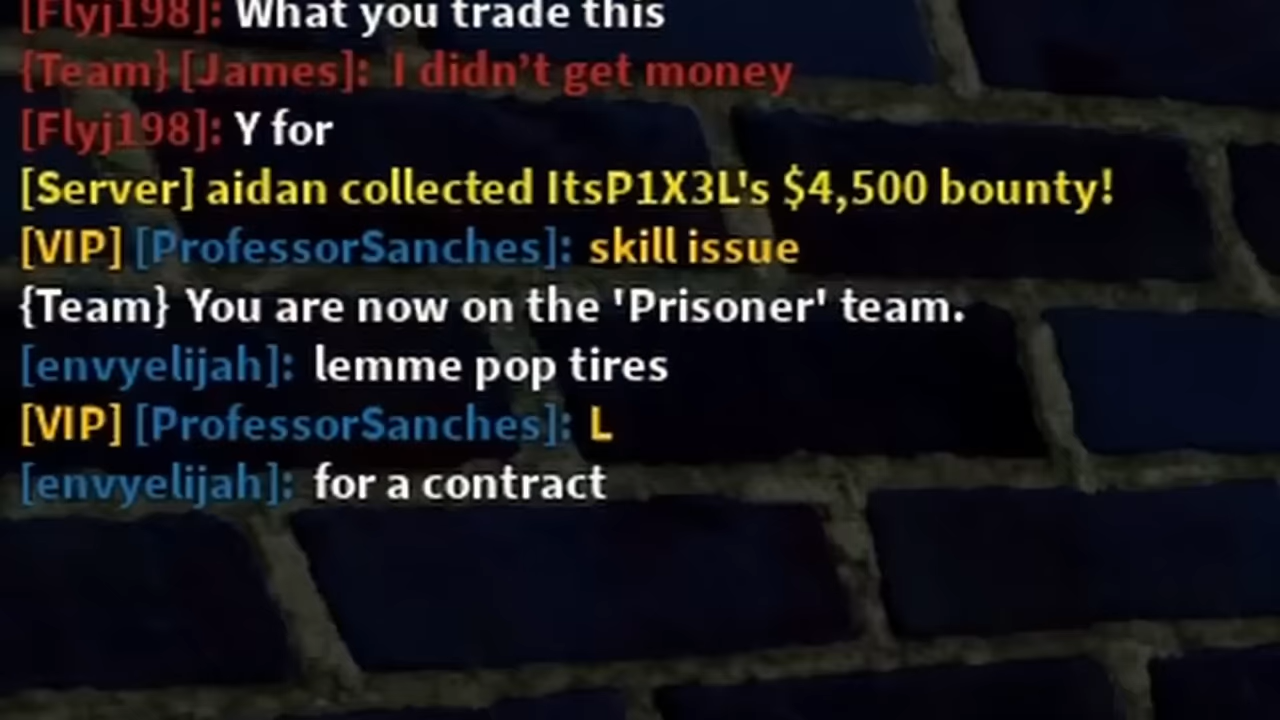 [Flyj198]: What you trade this
{Team} [James]: I didn’t get money
[Flyj198]: Y for
[Server] aidan collected ItsP1X3L's $4,500 bounty!
[VIP] [ProfessorSanches]: skill issue
{Team} You are now on the 'Prisoner' team.
[envyelijah]: lemme pop tires
[VIP] [ProfessorSanches]: L
[envyelijah]: for a contract